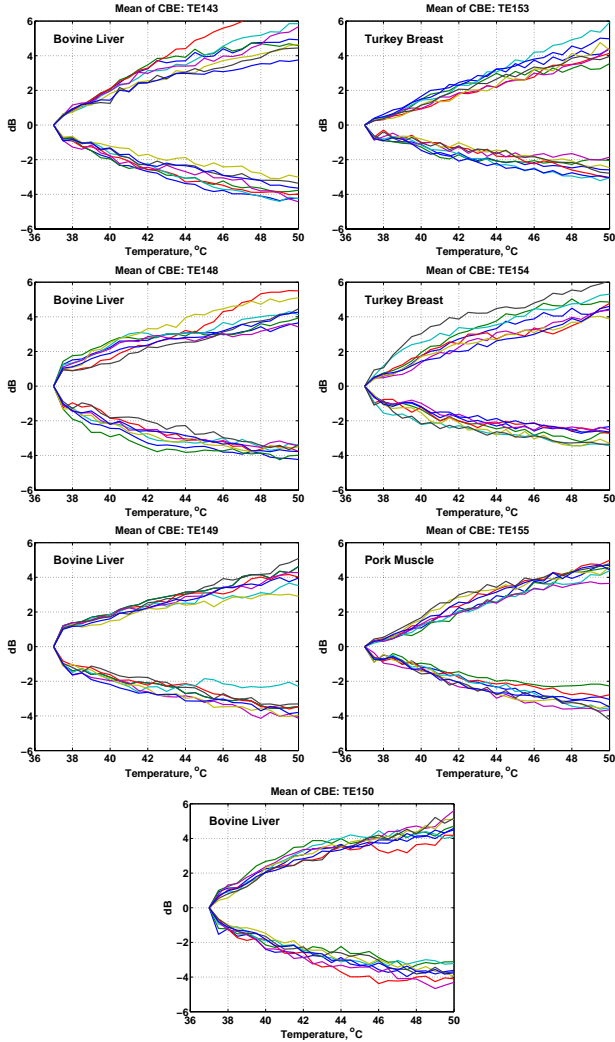 Mean of CBE: TE143
Bovine Liver
6
4
2
0
−2
−4
−6
dB
36 38 40 42 44 46 48 50
Temperature, °C
Mean of CBE: TE153
Turkey Breast
6
4
2
0
−2
−4
−6
dB
36 38 40 42 44 46 48 50
Temperature, °C
Mean of CBE: TE148
Bovine Liver
6
4
2
0
−2
−4
−6
dB
36 38 40 42 44 46 48 50
Temperature, °C
Mean of CBE: TE154
Turkey Breast
6
4
2
0
−2
−4
−6
dB
36 38 40 42 44 46 48 50
Temperature, °C
Mean of CBE: TE149
Bovine Liver
6
4
2
0
−2
−4
−6
dB
36 38 40 42 44 46 48 50
Temperature, °C
Mean of CBE: TE155
Pork Muscle
6
4
2
0
−2
−4
−6
dB
36 38 40 42 44 46 48 50
Temperature, °C
Mean of CBE: TE150
Bovine Liver
6
4
2
0
−2
−4
−6
dB
36 38 40 42 44 46 48 50
Temperature, °C